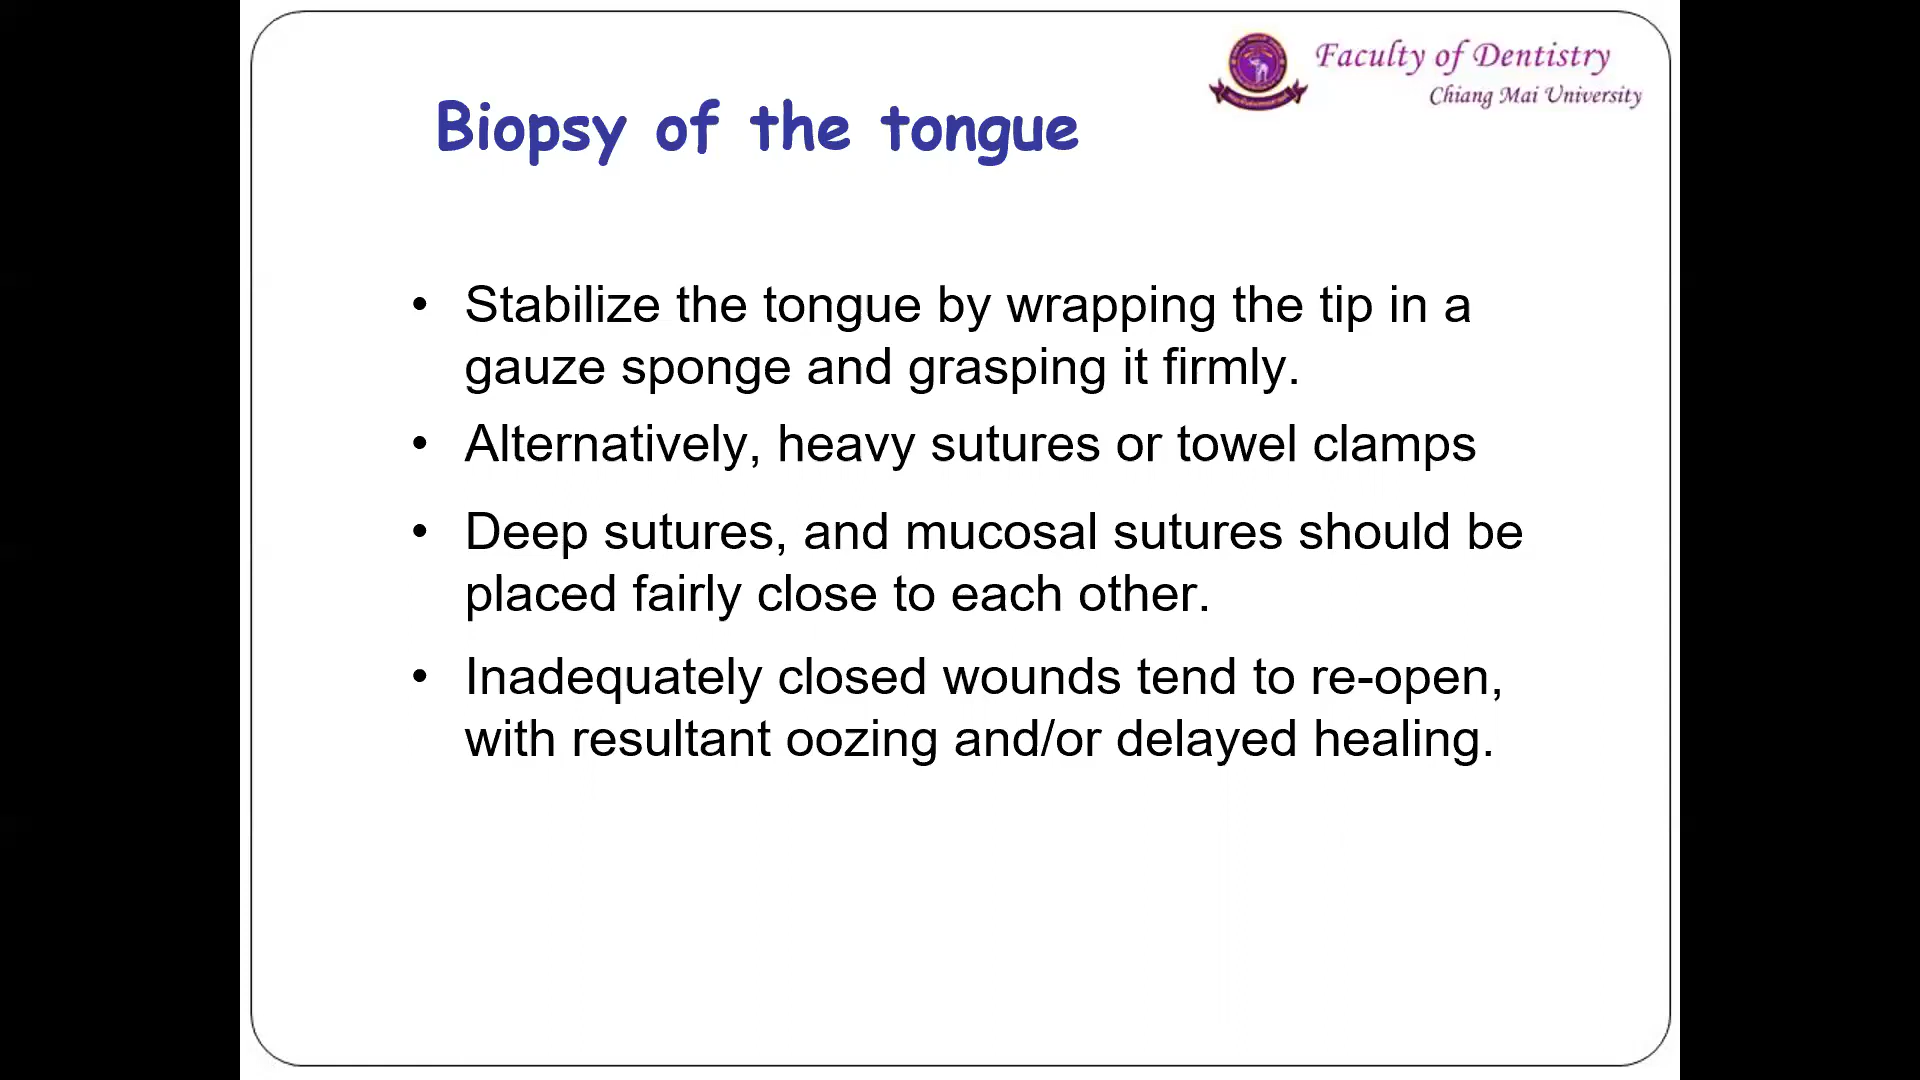 Faculty of Dentistry
Chiang Mai University
Biopsy of the tongue
• Stabilize the tongue by wrapping the tip in a
gauze sponge and grasping it firmly.
• Alternatively, heavy sutures or towel clamps
• Deep sutures, and mucosal sutures should be
placed fairly close to each other.
• Inadequately closed wounds tend to re-open,
with resultant oozing and/or delayed healing.